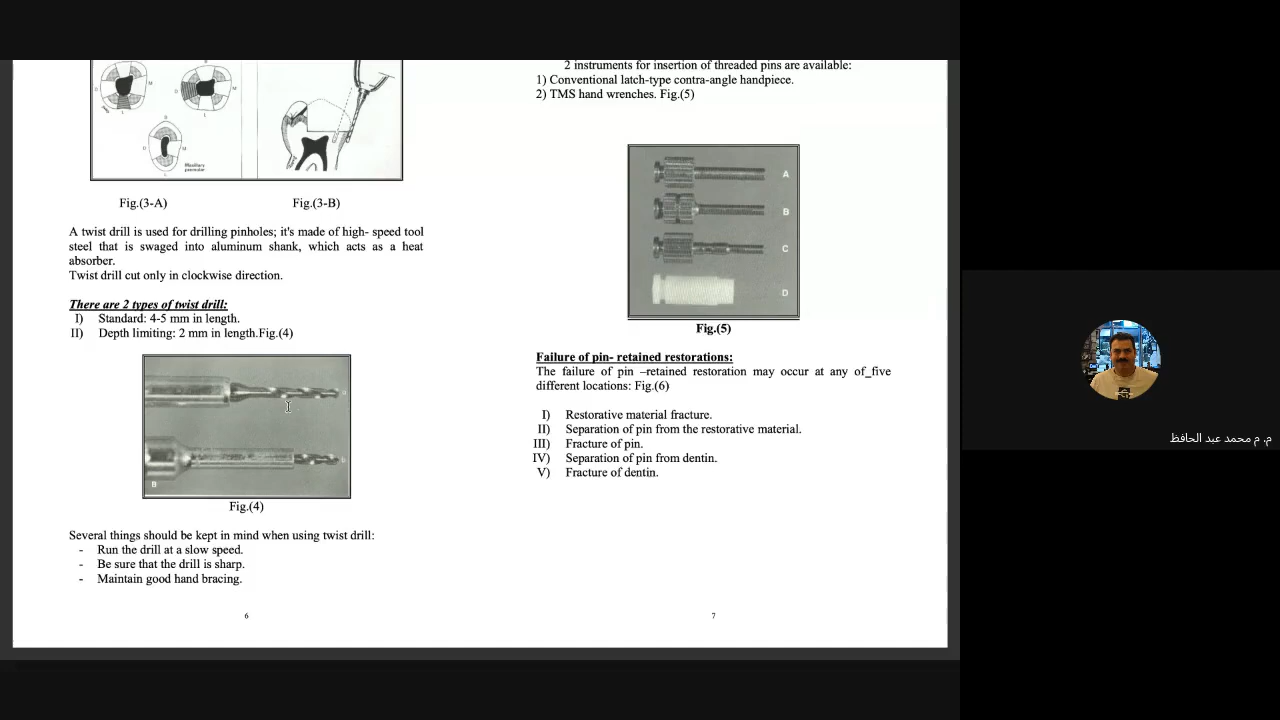 Maxillary
premolar
Fig.(3-A)
Fig.(3-B)
A twist drill is used for drilling pinholes; it's made of high- speed tool
steel that is swaged into aluminum shank, which acts as a heat
absorber.
Twist drill cut only in clockwise direction.
There are 2 types of twist drill:
I) Standard: 4-5 mm in length.
II) Depth limiting: 2 mm in length.Fig.(4)
B
Fig.(4)
Several things should be kept in mind when using twist drill:
- Run the drill at a slow speed.
- Be sure that the drill is sharp.
- Maintain good hand bracing.
6
2 instruments for insertion of threaded pins are available:
1) Conventional latch-type contra-angle handpiece.
2) TMS hand wrenches. Fig.(5)
A
B
C
D
Fig.(5)
Failure of pin- retained restorations:
The failure of pin –retained restoration may occur at any of_five
different locations: Fig.(6)
I) Restorative material fracture.
II) Separation of pin from the restorative material.
III) Fracture of pin.
IV) Separation of pin from dentin.
V) Fracture of dentin.
7
م. م محمد عبد الحافظ